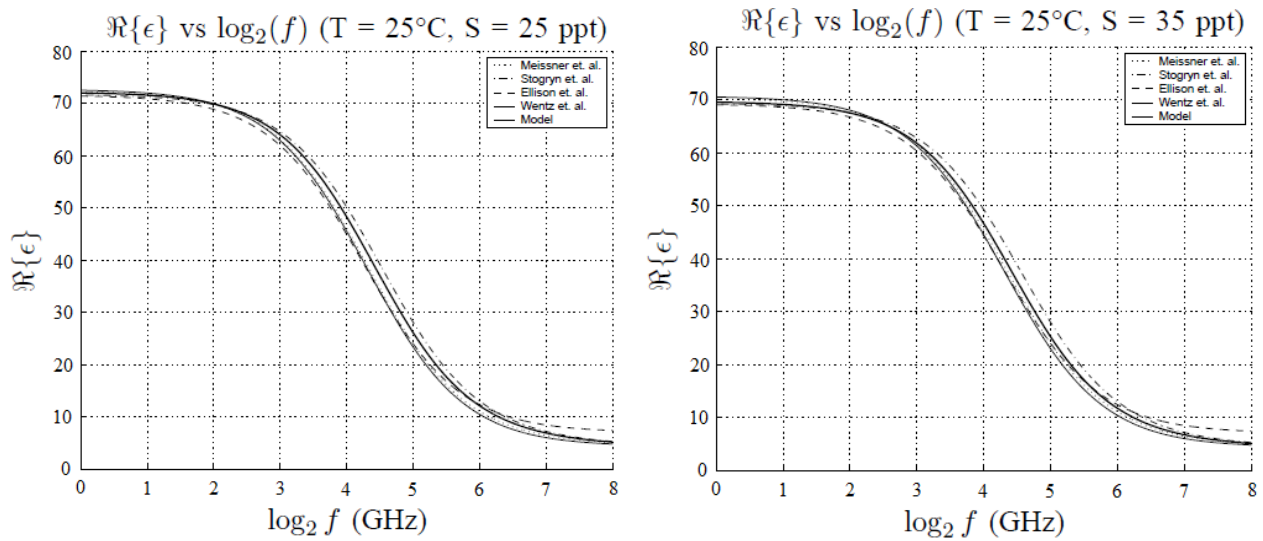 ℜ{ϵ} vs log₂(f) (T = 25°C, S = 25 ppt)
80
70
60
50
40
30
20
10
0
ℜ{ϵ}
Meissner et. al.
Stogryn et. al.
Ellison et. al.
Wentz et. al.
Model
0 1 2 3 4 5 6 7 8
log₂ f (GHz)
ℜ{ϵ} vs log₂(f) (T = 25°C, S = 35 ppt)
80
70
60
50
40
30
20
10
0
ℜ{ϵ}
Meissner et. al.
Stogryn et. al.
Ellison et. al.
Wentz et. al.
Model
0 1 2 3 4 5 6 7 8
log₂ f (GHz)